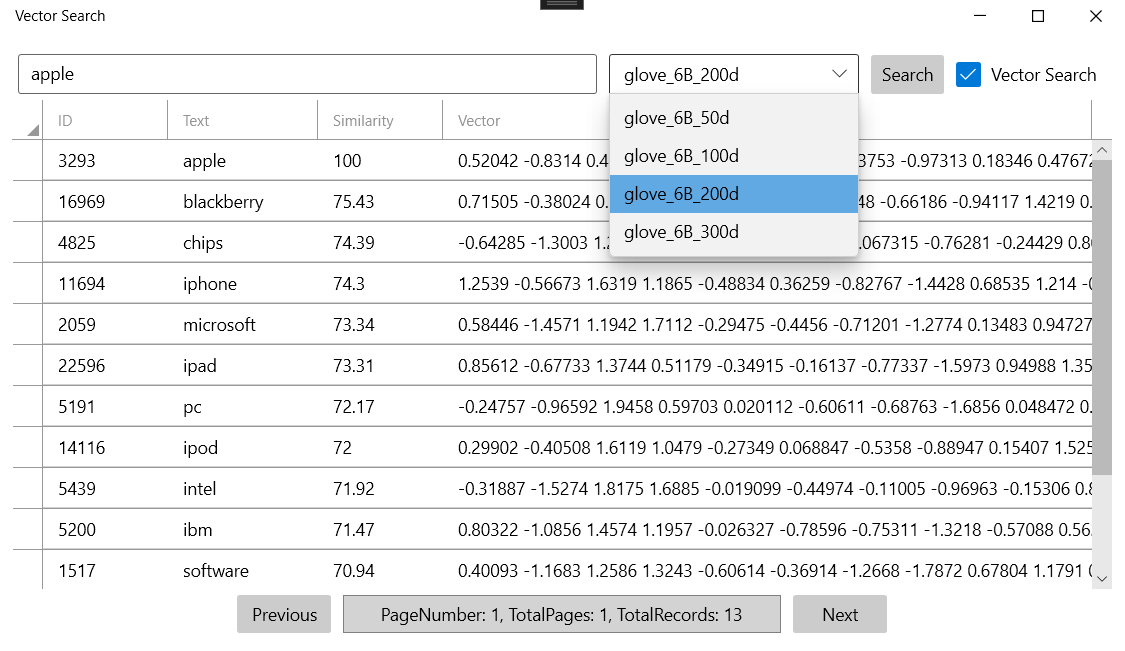 Vector Search
apple glove_6B_200d Search Vector Search
glove_6B_50d
glove_6B_100d
glove_6B_200d
glove_6B_300d
ID Text Similarity Vector
3293 apple 100 0.52042 -0.8314 0.4 3753 -0.97313 0.18346 0.47672
16969 blackberry 75.43 0.71505 -0.38024 0. 48 -0.66186 -0.94117 1.4219 0.
4825 chips 74.39 -0.64285 -1.3003 1. .067315 -0.76281 -0.24429 0.8
11694 iphone 74.3 1.2539 -0.56673 1.6319 1.1865 -0.48834 0.36259 -0.82767 -1.4428 0.68535 1.214 -0
2059 microsoft 73.34 0.58446 -1.4571 1.1942 1.7112 -0.29475 -0.4456 -0.71201 -1.2774 0.13483 0.94727
22596 ipad 73.31 0.85612 -0.67733 1.3744 0.51179 -0.34915 -0.16137 -0.77337 -1.5973 0.94988 1.35
5191 pc 72.17 -0.24757 -0.96592 1.9458 0.59703 0.020112 -0.60611 -0.68763 -1.6856 0.048472 0.
14116 ipod 72 0.29902 -0.40508 1.6119 1.0479 -0.27349 0.068847 -0.5358 -0.88947 0.15407 1.525
5439 intel 71.92 -0.31887 -1.5274 1.8175 1.6885 -0.019099 -0.44974 -0.11005 -0.96963 -0.15306 0.8
5200 ibm 71.47 0.80322 -1.0856 1.4574 1.1957 -0.026327 -0.78596 -0.75311 -1.3218 -0.57088 0.56
1517 software 70.94 0.40093 -1.1683 1.2586 1.3243 -0.60614 -0.36914 -1.2668 -1.7872 0.67804 1.1791
Previous PageNumber: 1, TotalPages: 1, TotalRecords: 13 Next